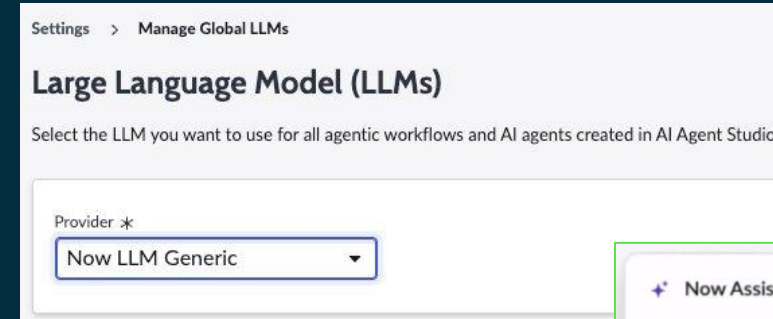 Settings > Manage Global LLMs
Large Language Model (LLMs)
Select the LLM you want to use for all agentic workflows and AI agents created in AI Agent Studio
Provider *
Now LLM Generic
Now Assis